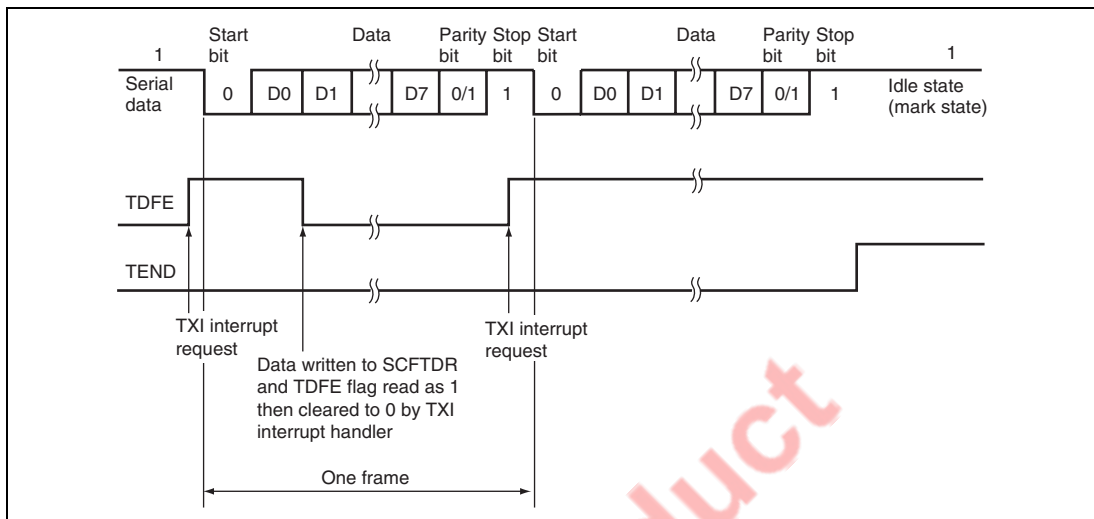 Start bit Data Parity bit Stop bit Start bit Data Parity bit Stop bit
1 1
Serial data 0 D0 D1 D7 0/1 1 0 D0 D1 D7 0/1 1 Idle state (mark state)
TDFE
TEND
TXI interrupt request
Data written to SCFTDR
and TDFE flag read as 1
then cleared to 0 by TXI
interrupt handler
TXI interrupt request
One frame
duct